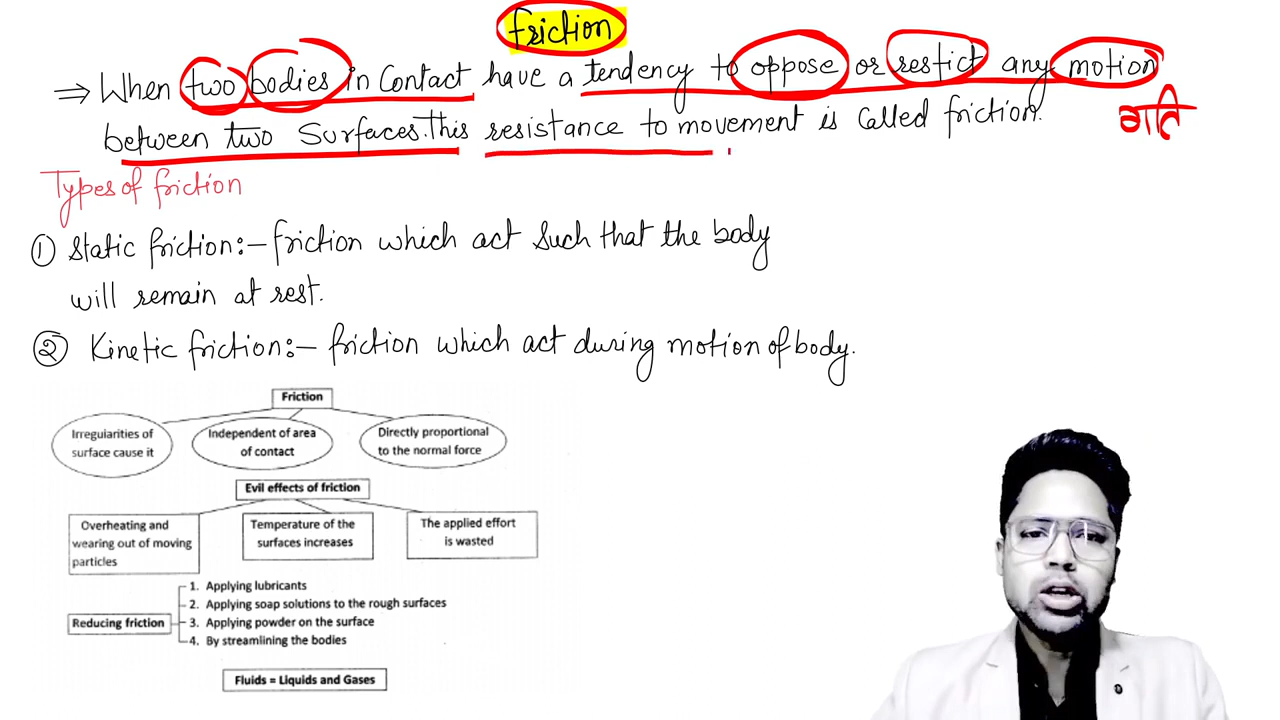 friction
⇒ When two bodies in Contact have a tendency to oppose or restict any motion
गति
between two Surfaces.This resistance to movement is Called friction.
Types of friction
① Static friction:- friction which act Such that the body
will remain at rest.
② Kinetic friction:- friction which act during motion of body.
Friction
Irregularities of
surface cause it
Independent of area
of contact
Directly proportional
to the normal force
Evil effects of friction
Overheating and
wearing out of moving
particles
Temperature of the
surfaces increases
The applied effort
is wasted
Reducing friction
1. Applying lubricants
2. Applying soap solutions to the rough surfaces
3. Applying powder on the surface
4. By streamlining the bodies
Fluids = Liquids and Gases